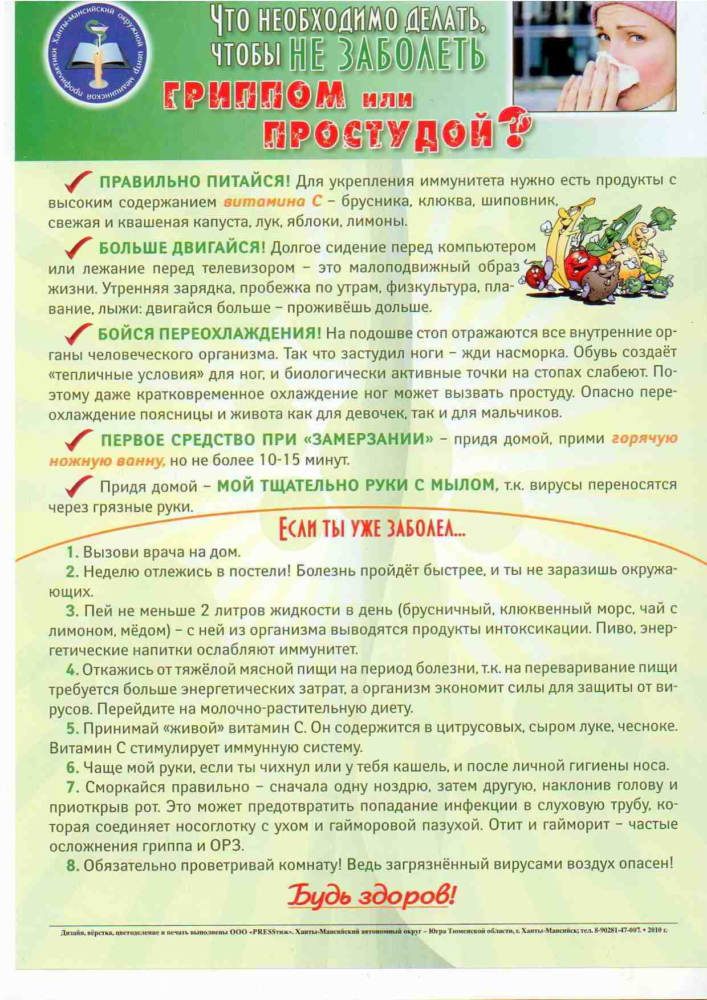 Ханты-Мансийский окружной центр медицинской профилактики
Что необходимо делать,
чтобы НЕ ЗАБОЛЕТЬ
ГРИППОМ или
ПРОСТУДОЙ?
ПРАВИЛЬНО ПИТАЙСЯ! Для укрепления иммунитета нужно есть продукты с
высоким содержанием витамина С – брусника, клюква, шиповник,
свежая и квашеная капуста, лук, яблоки, лимоны.
БОЛЬШЕ ДВИГАЙСЯ! Долгое сидение перед компьютером
или лежание перед телевизором – это малоподвижный образ
жизни. Утренняя зарядка, пробежка по утрам, физкультура, пла-
вание, лыжи: двигайся больше – проживёшь дольше.
БОЙСЯ ПЕРЕОХЛАЖДЕНИЯ! На подошве стоп отражаются все внутренние ор-
ганы человеческого организма. Так что застудил ноги – жди насморка. Обувь создаёт
«тепличные условия» для ног, и биологически активные точки на стопах слабеют. По-
этому даже кратковременное охлаждение ног может вызвать простуду. Опасно пере-
охлаждение поясницы и живота как для девочек, так и для мальчиков.
ПЕРВОЕ СРЕДСТВО ПРИ «ЗАМЕРЗАНИИ» – придя домой, прими горячую
ножную ванну, но не более 10-15 минут.
Придя домой – МОЙ ТЩАТЕЛЬНО РУКИ С МЫЛОМ, т.к. вирусы переносятся
через грязные руки.
Если ты уже заболел...
1. Вызови врача на дом.
2. Неделю отлежись в постели! Болезнь пройдёт быстрее, и ты не заразишь окружа-
ющих.
3. Пей не меньше 2 литров жидкости в день (брусничный, клюквенный морс, чай с
лимоном, мёдом) – с ней из организма выводятся продукты интоксикации. Пиво, энер-
гетические напитки ослабляют иммунитет.
4. Откажись от тяжёлой мясной пищи на период болезни, т.к. на переваривание пищи
требуется больше энергетических затрат, а организм экономит силы для защиты от ви-
русов. Перейдите на молочно-растительную диету.
5. Принимай «живой» витамин С. Он содержится в цитрусовых, сыром луке, чесноке.
Витамин С стимулирует иммунную систему.
6. Чаще мой руки, если ты чихнул или у тебя кашель, и после личной гигиены носа.
7. Сморкайся правильно – сначала одну ноздрю, затем другую, наклонив голову и
приоткрыв рот. Это может предотвратить попадание инфекции в слуховую трубу, ко-
торая соединяет носоглотку с ухом и гайморовой пазухой. Отит и гайморит – частые
осложнения гриппа и ОРЗ.
8. Обязательно проветривай комнату! Ведь загрязнённый вирусами воздух опасен!
Будь здоров!
Дизайн, вёрстка, цветоделение и печать выполнены ООО «PRESSтиж». Ханты-Мансийский автономный округ – Югра Тюменской области, г. Ханты-Мансийск; тел. 8-90281-47-007. • 2010 г.